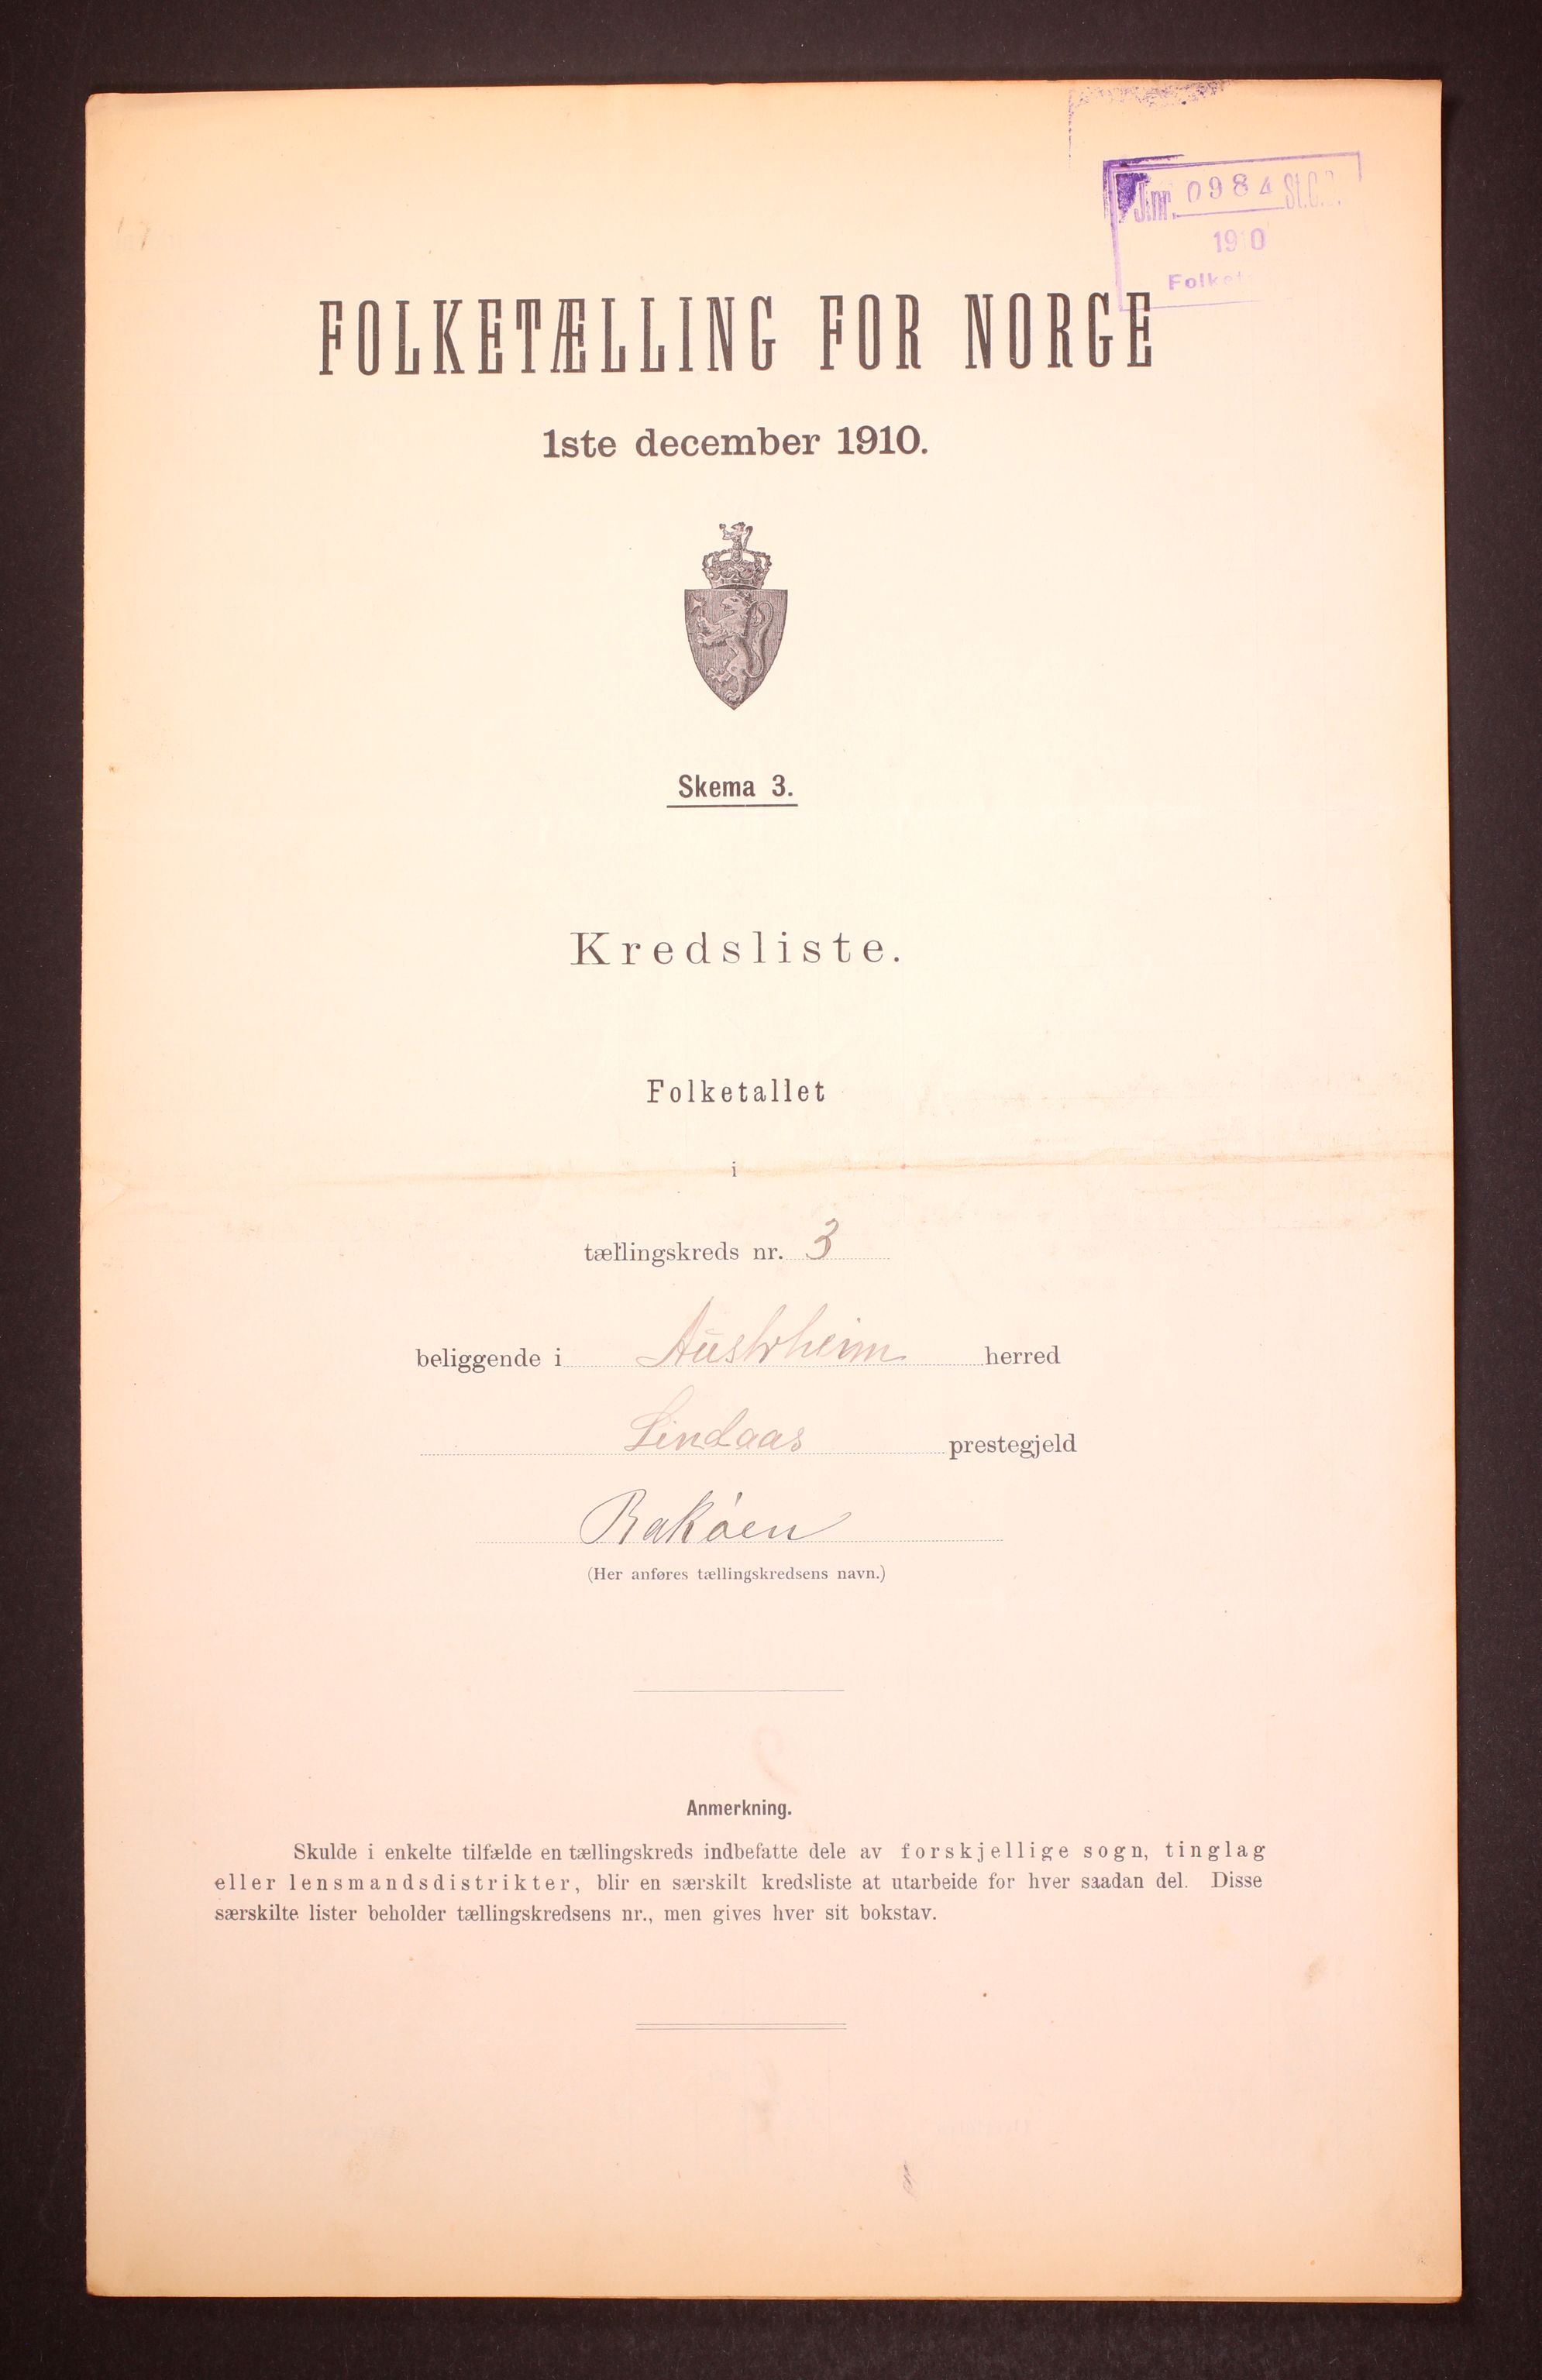 J.nr. 0984 St.C.
1910
FOLKETÆLLING FOR NORGE
1ste december 1910.
Skema 3.
Kredsliste.
Folketallet
i
tællingskreds nr. 3
beliggende i Austrheim herred
Lindaas prestegjeld
Bakøen
(Her anføres tællingskredsens navn.)
Anmerkning.
Skulde i enkelte tilfælde en tællingskreds indbefatte dele av forskjellige sogn, tinglag
eller lensmandsdistrikter, blir en særskilt kredsliste at utarbeide for hver saadan del. Disse
særskilte lister beholder tællingskredsens nr., men gives hver sit bokstav.